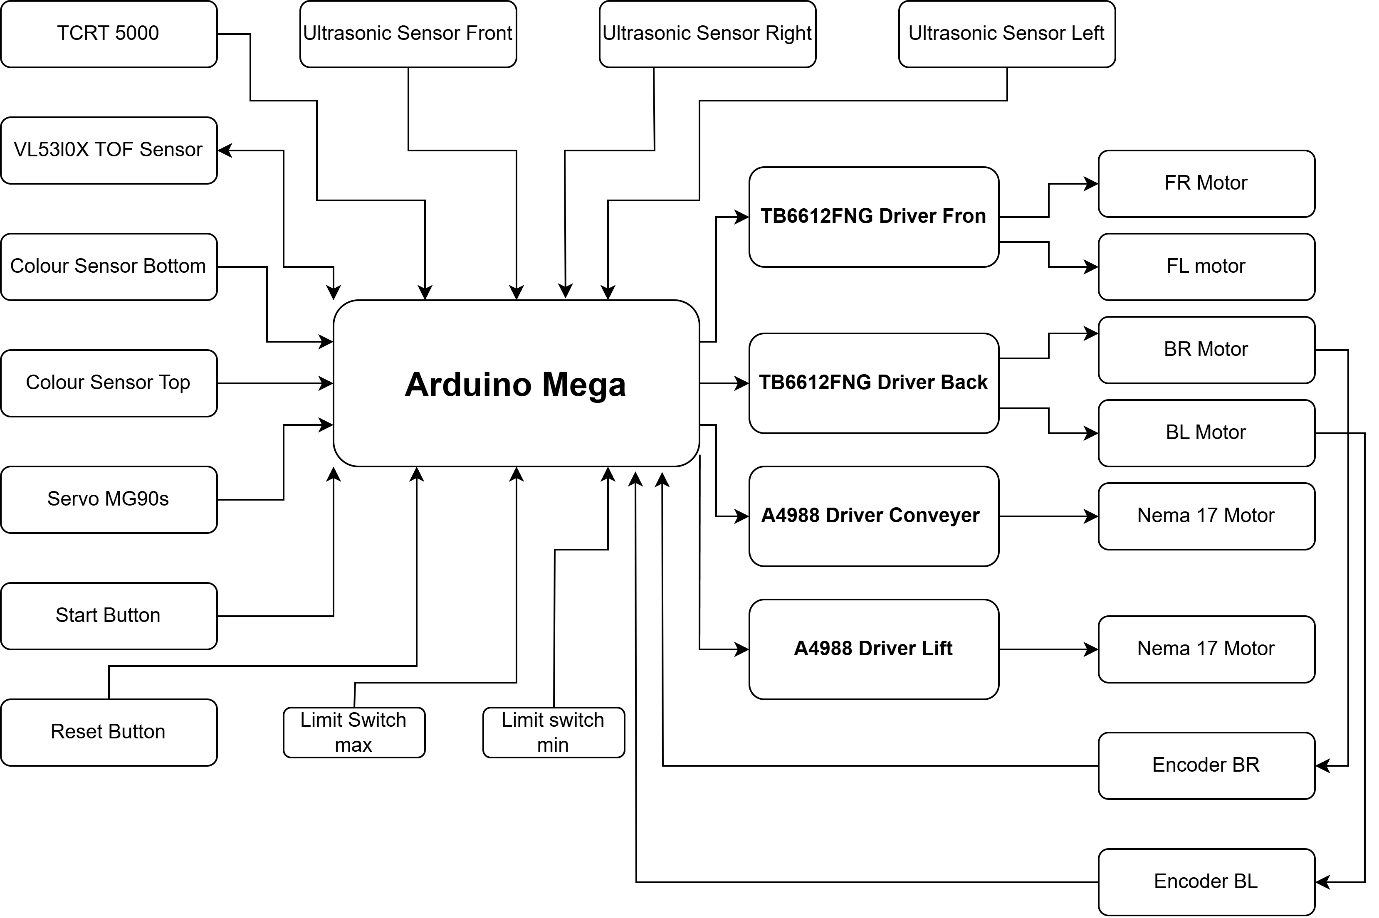 TCRT 5000
Ultrasonic Sensor Front
Ultrasonic Sensor Right
Ultrasonic Sensor Left
VL53l0X TOF Sensor
FR Motor
TB6612FNG Driver Fron
Colour Sensor Bottom
FL motor
BR Motor
Colour Sensor Top
Arduino Mega
TB6612FNG Driver Back
BL Motor
Servo MG90s
A4988 Driver Conveyer
Nema 17 Motor
Start Button
A4988 Driver Lift
Nema 17 Motor
Reset Button
Limit Switch
max
Limit switch
min
Encoder BR
Encoder BL